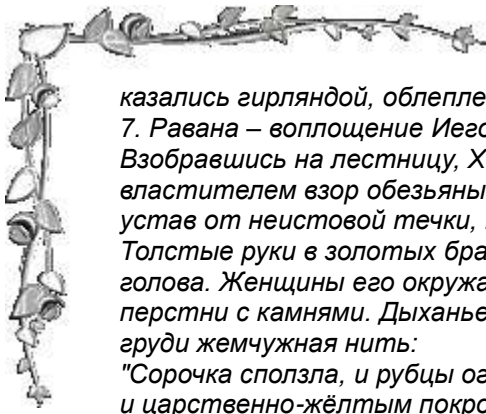 казались гирляндой, облепле
7. Равана – воплощение Иего
Взобравшись на лестницу, Х
властителем взор обезьяны
устав от неистовой течки,
Толстые руки в золотых бра
голова. Женщины его окружа
перстни с камнями. Дыханье
груди жемчужная нить:
"Сорочка сползла, и рубцы ог
и царственно-жёлтым покро